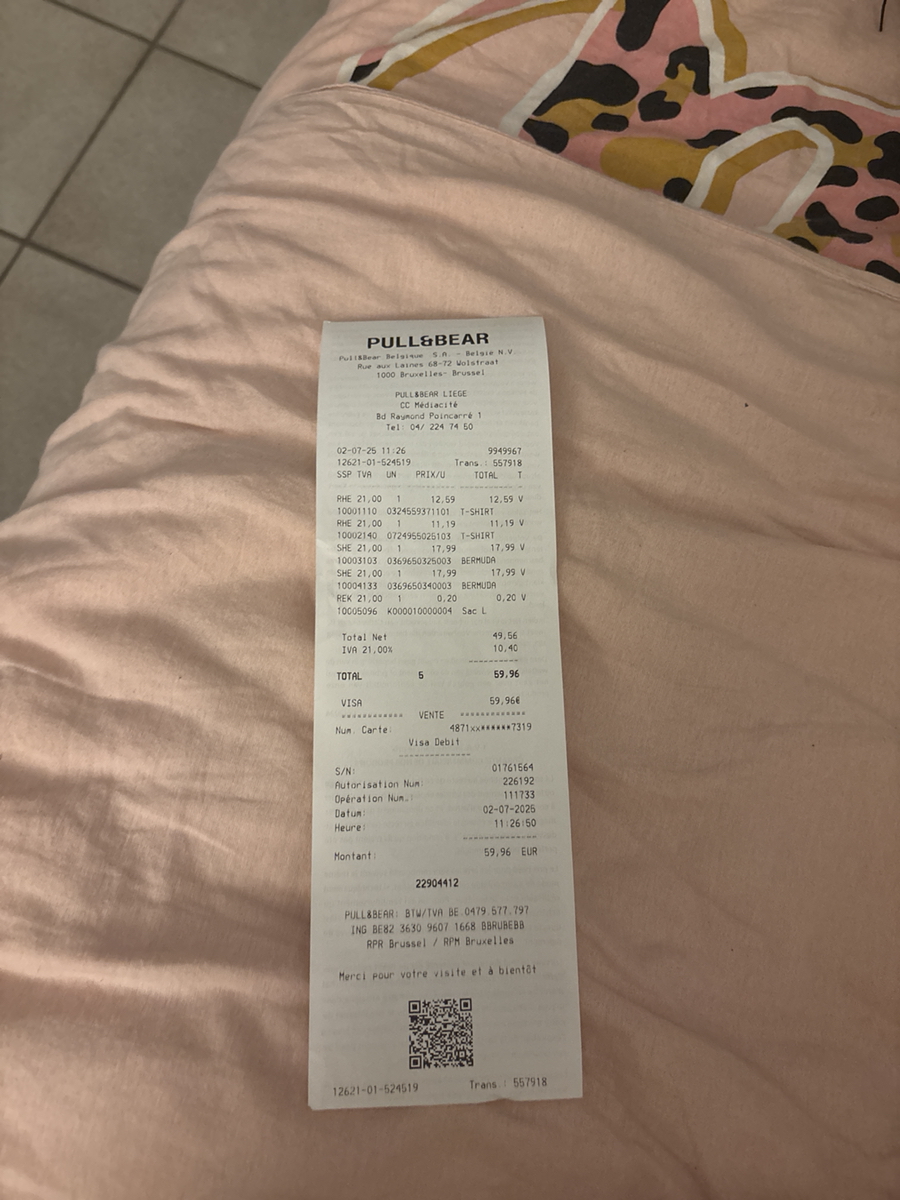 PULL&BEAR
Pull&Bear Belgique S.A. - België N.V.
Rue aux Laines 68-72 Wolstraat
1000 Bruxelles- Brussel
PULL&BEAR LIEGE
CC Médiacité
Bd Raymond Poincarré 1
Tel: 04/ 224 74 50
02-07-25 11:26 9949967
12621-01-524519 Trans.: 557918
SSP TVA UN PRIX/U TOTAL T
RHE 21,00 1 12,59 12,59 V
10001110 0324559371101 T-SHIRT
RHE 21,00 1 11,19 11,19 V
10002140 0724955025103 T-SHIRT
SHE 21,00 1 17,99 17,99 V
10003103 0369650325003 BERMUDA
SHE 21,00 1 17,99 17,99 V
10004133 0369650340003 BERMUDA
REK 21,00 1 0,20 0,20 V
10005096 K000010000004 Sac L
Total Net 49,56
IVA 21,00% 10,40
TOTAL 5 59,96
VISA 59,96€
************ VENTE ************
Num. Carte: 4871xx******7319
Visa Debit
S/N: 01761564
Autorisation Num: 226192
Opération Num.: 111733
Datum: 02-07-2025
Heure: 11:26:50
Montant: 59,96 EUR
22904412
PULL&BEAR: BTW/TVA BE.0479.577.797
ING BE82 3630 9607 1668 BBRUBEBB
RPR Brussel / RPM Bruxelles
Merci pour votre visite et à bientôt
12621-01-524519 Trans.: 557918